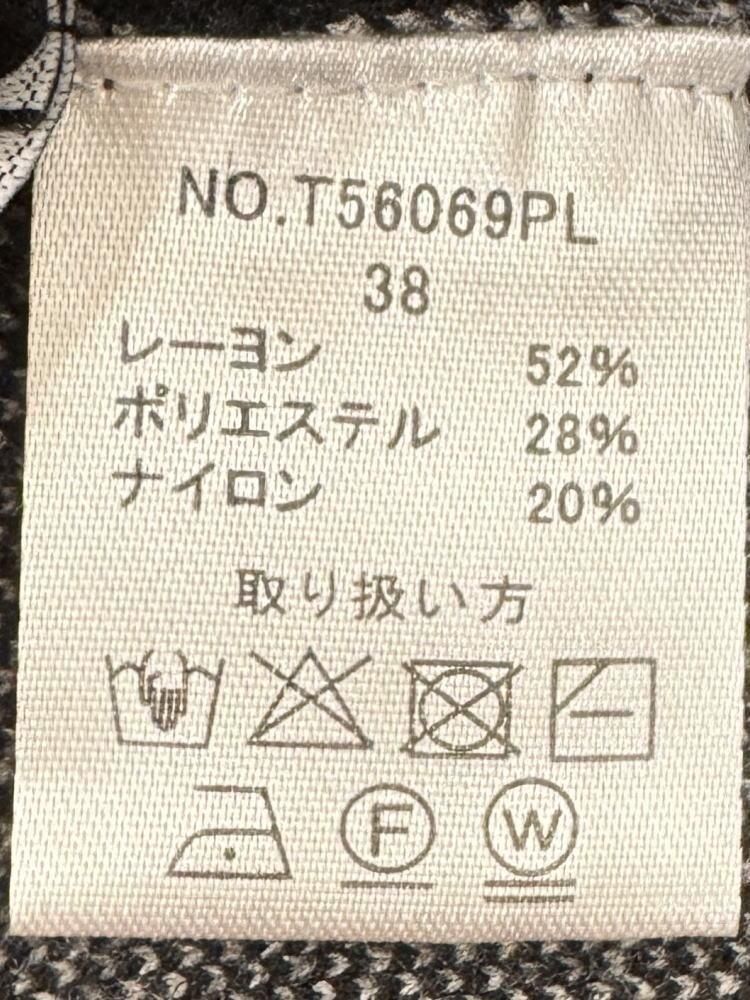 NO.T56069PL
38
レーヨン 52%
ポリエステル 28%
ナイロン 20%
取り扱い方
F W